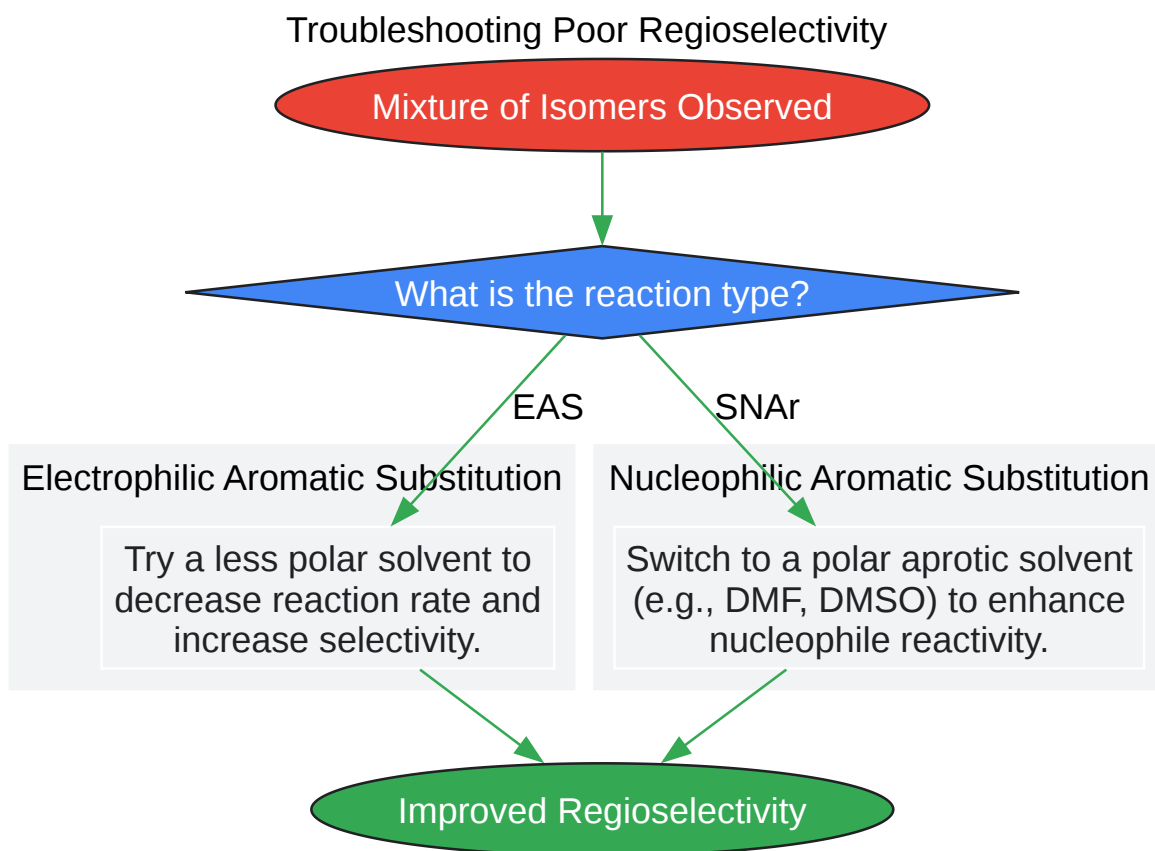 Troubleshooting Poor Regioselectivity
Mixture of Isomers Observed
What is the reaction type?
EAS
SNAr
Electrophilic Aromatic Substitution
Try a less polar solvent to
decrease reaction rate and
increase selectivity.
Nucleophilic Aromatic Substitution
Switch to a polar aprotic solvent
(e.g., DMF, DMSO) to enhance
nucleophile reactivity.
Improved Regioselectivity